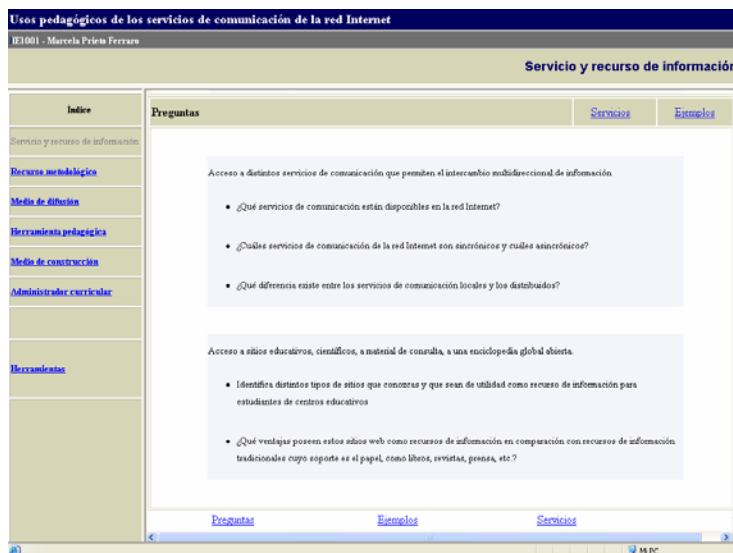 Usos pedagógicos de los servicios de comunicación de la red Internet
IE1001 - Marcela Prieto Ferraro
Servicio y recurso de información
Índice
Preguntas
Servicios
Ejemplos
Servicio y recurso de información
Recurso metodológico
Medio de difusión
Herramienta pedagógica
Medio de construcción
Administrador curricular
Herramientas
Acceso a distintos servicios de comunicación que permiten el intercambio multidireccional de información
• ¿Qué servicios de comunicación están disponibles en la red Internet?
• ¿Cuáles servicios de comunicación de la red Internet son sincrónicos y cuáles asincrónicos?
• ¿Qué diferencia existe entre los servicios de comunicación locales y los distribuidos?
Acceso a sitios educativos, científicos, a material de consulta, a una enciclopedia global abierta.
• Identifica distintos tipos de sitios que conozcas y que sean de utilidad como recurso de información para
estudiantes de centros educativos
• ¿Qué ventajas poseen estos sitios web como recursos de información en comparación con recursos de información
tradicionales cuyo soporte es el papel, como libros, revistas, prensa, etc.?
Preguntas
Ejemplos
Servicios
Mi PC